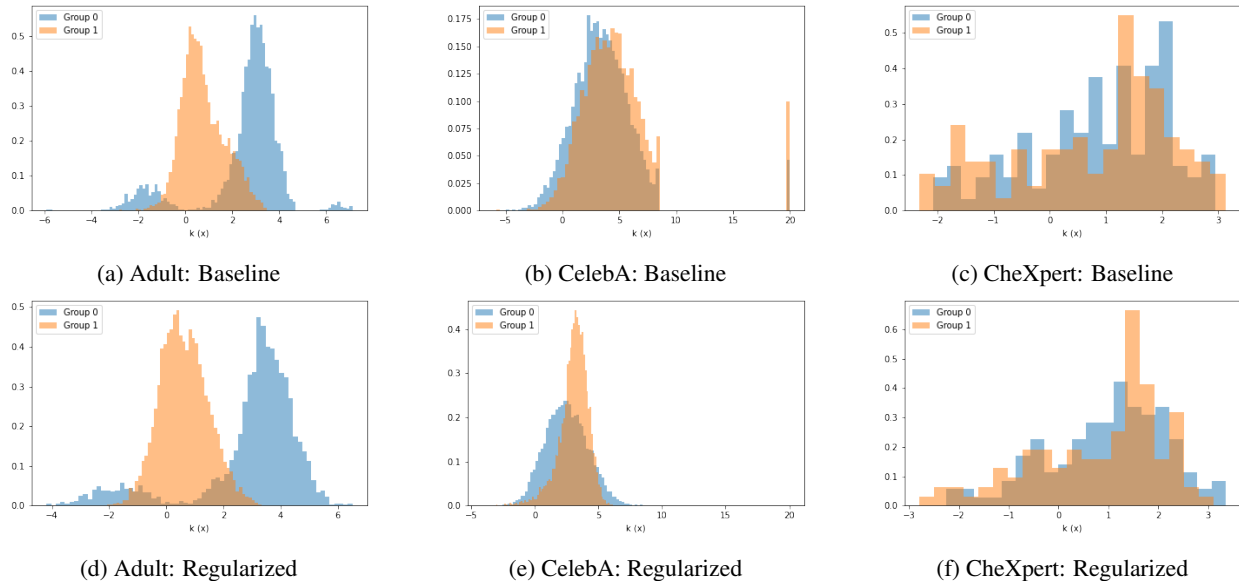 Group 0
Group 1
0.5
0.4
0.3
0.2
0.1
0.0
−6 −4 −2 0 2 4 6
k (x)
(a) Adult: Baseline
Group 0
Group 1
0.175
0.150
0.125
0.100
0.075
0.050
0.025
0.000
−5 0 5 10 15 20
k (x)
(b) CelebA: Baseline
Group 0
Group 1
0.5
0.4
0.3
0.2
0.1
0.0
−2 −1 0 1 2 3
k (x)
(c) CheXpert: Baseline
Group 0
Group 1
0.5
0.4
0.3
0.2
0.1
0.0
−4 −2 0 2 4 6
k (x)
(d) Adult: Regularized
Group 0
Group 1
0.4
0.3
0.2
0.1
0.0
−5 0 5 10 15 20
k (x)
(e) CelebA: Regularized
Group 0
Group 1
0.6
0.5
0.4
0.3
0.2
0.1
0.0
−3 −2 −1 0 1 2 3
k (x)
(f) CheXpert: Regularized